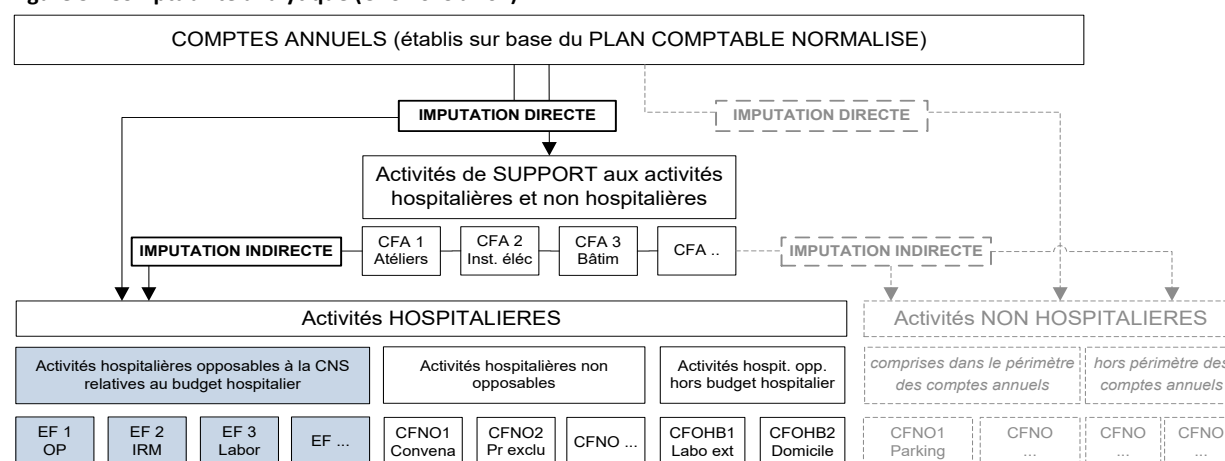 COMPTES ANNUELS (établis sur base du PLAN COMPTABLE NORMALISE)
IMPUTATION DIRECTE
IMPUTATION DIRECTE
Activités de SUPPORT aux activités
hospitalières et non hospitalières
IMPUTATION INDIRECTE
CFA 1
Atéliers
CFA 2
Inst. éléc
CFA 3
Bâtim
CFA ..
IMPUTATION INDIRECTE
Activités HOSPITALIERES
Activités NON HOSPITALIERES
Activités hospitalières opposables à la CNS
relatives au budget hospitalier
Activités hospitalières non
opposables
Activités hospit. opp.
hors budget hospitalier
comprises dans le périmètre
des comptes annuels
hors périmètre des
comptes annuels
EF 1
OP
EF 2
IRM
EF 3
Labor
EF ...
CFNO1
Convena
CFNO2
Pr exclu
CFNO ...
CFOHB1
Labo ext
CFOHB2
Domicile
CFNO1
Parking
CFNO
...
CFNO
...
CFNO
...